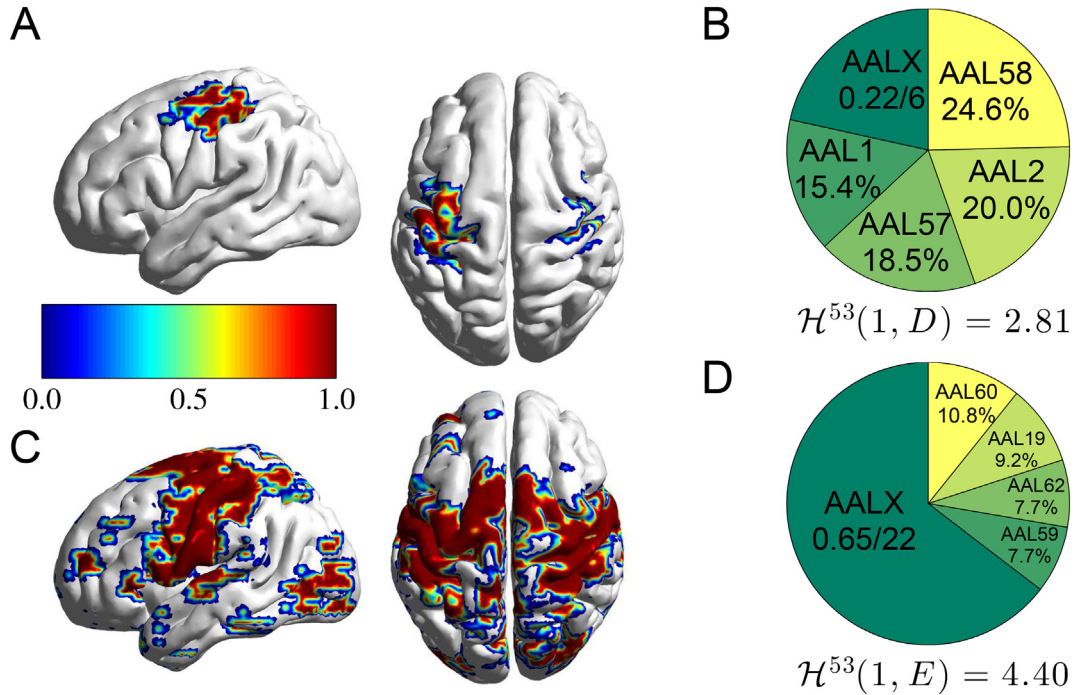 A
B
AALX
0.22/6
AAL58
24.6%
AAL1
15.4%
AAL2
20.0%
AAL57
18.5%
ℋ⁵³(1, D) = 2.81
0.0
0.5
1.0
C
D
AAL60
10.8%
AAL19
9.2%
AAL62
7.7%
AAL59
7.7%
AALX
0.65/22
ℋ⁵³(1, E) = 4.40